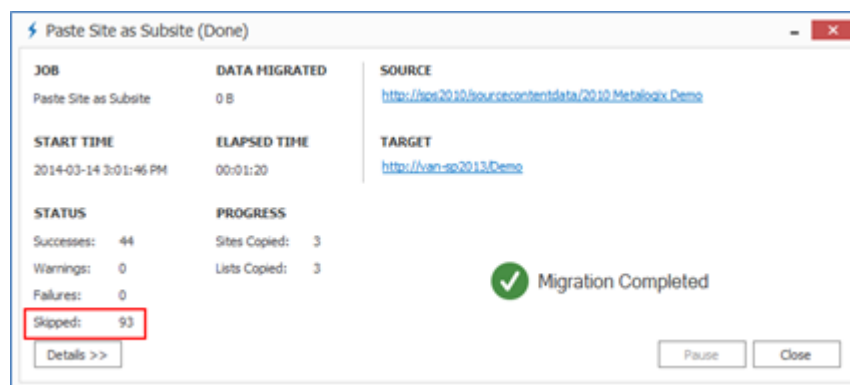 Paste Site as Subsite (Done)
JOB
DATA MIGRATED
SOURCE
Paste Site as Subsite
0 B
http://sps2010/sourcecontentdata/2010 Metalogix Demo
START TIME
ELAPSED TIME
TARGET
2014-03-14 3:01:46 PM
00:01:20
http://van-sp2013/Demo
STATUS
PROGRESS
Successes: 44
Sites Copied: 3
Warnings: 0
Lists Copied: 3
Failures: 0
Migration Completed
Skipped: 93
Details >>
Pause
Close